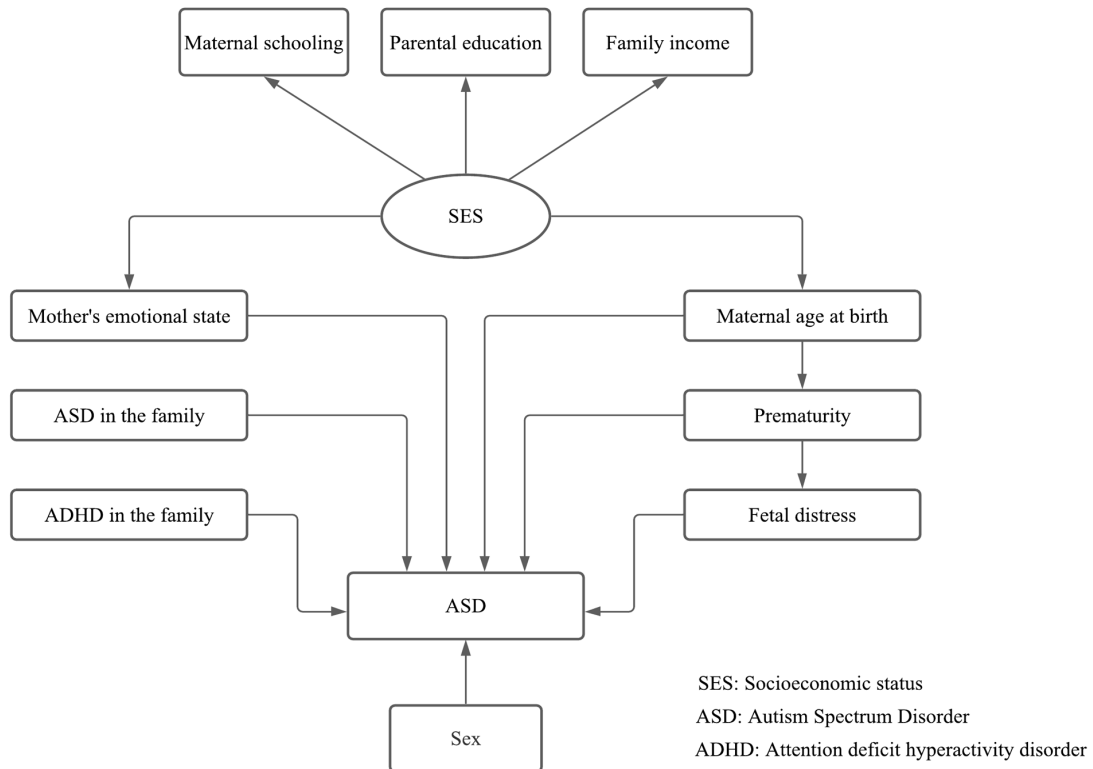 Maternal schooling
Parental education
Family income
SES
Mother's emotional state
Maternal age at birth
ASD in the family
Prematurity
ADHD in the family
Fetal distress
ASD
Sex
SES: Socioeconomic status
ASD: Autism Spectrum Disorder
ADHD: Attention deficit hyperactivity disorder